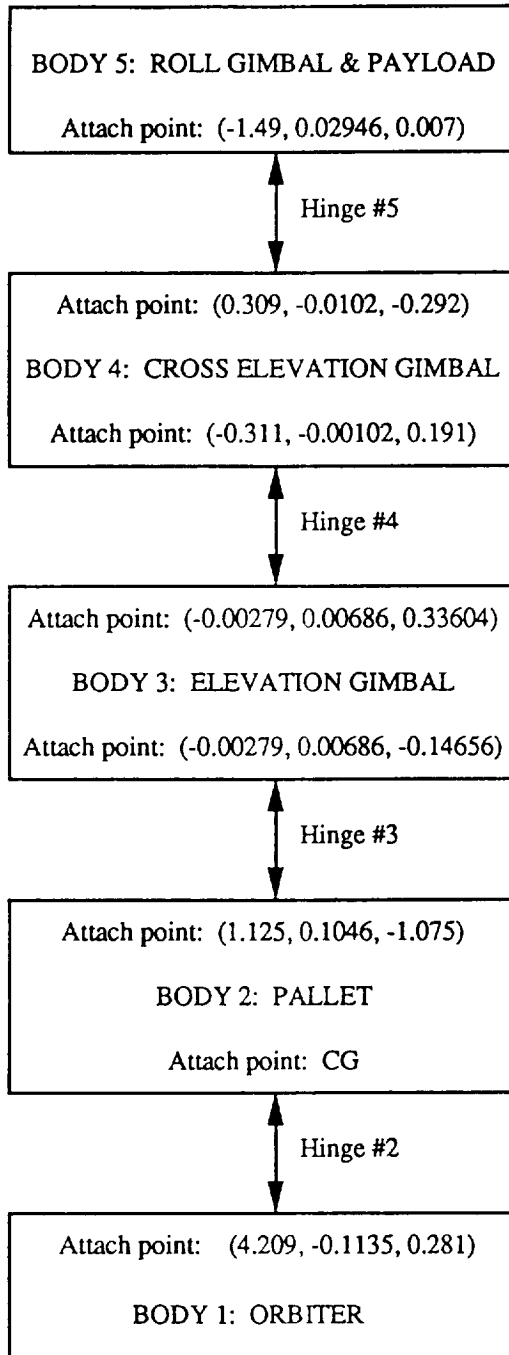 BODY 5: ROLL GIMBAL & PAYLOAD
Attach point: (-1.49, 0.02946, 0.007)
Hinge #5
Attach point: (0.309, -0.0102, -0.292)
BODY 4: CROSS ELEVATION GIMBAL
Attach point: (-0.311, -0.00102, 0.191)
Hinge #4
Attach point: (-0.00279, 0.00686, 0.33604)
BODY 3: ELEVATION GIMBAL
Attach point: (-0.00279, 0.00686, -0.14656)
Hinge #3
Attach point: (1.125, 0.1046, -1.075)
BODY 2: PALLET
Attach point: CG
Hinge #2
Attach point: (4.209, -0.1135, 0.281)
BODY 1: ORBITER